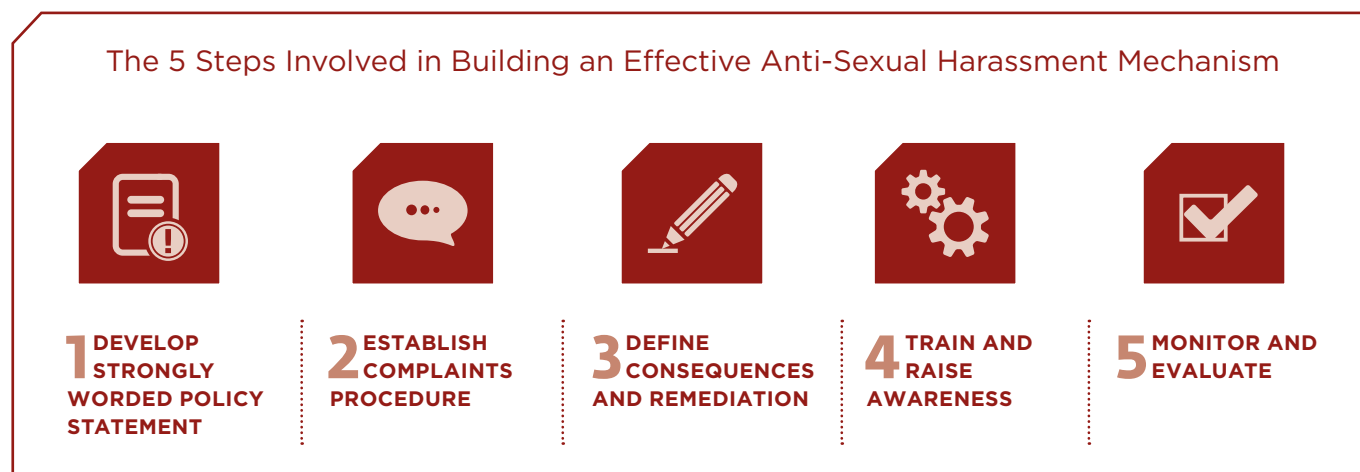 The 5 Steps Involved in Building an Effective Anti-Sexual Harassment Mechanism
1 DEVELOP
STRONGLY
WORDED POLICY
STATEMENT
2 ESTABLISH
COMPLAINTS
PROCEDURE
3 DEFINE
CONSEQUENCES
AND REMEDIATION
4 TRAIN AND
RAISE
AWARENESS
5 MONITOR AND
EVALUATE